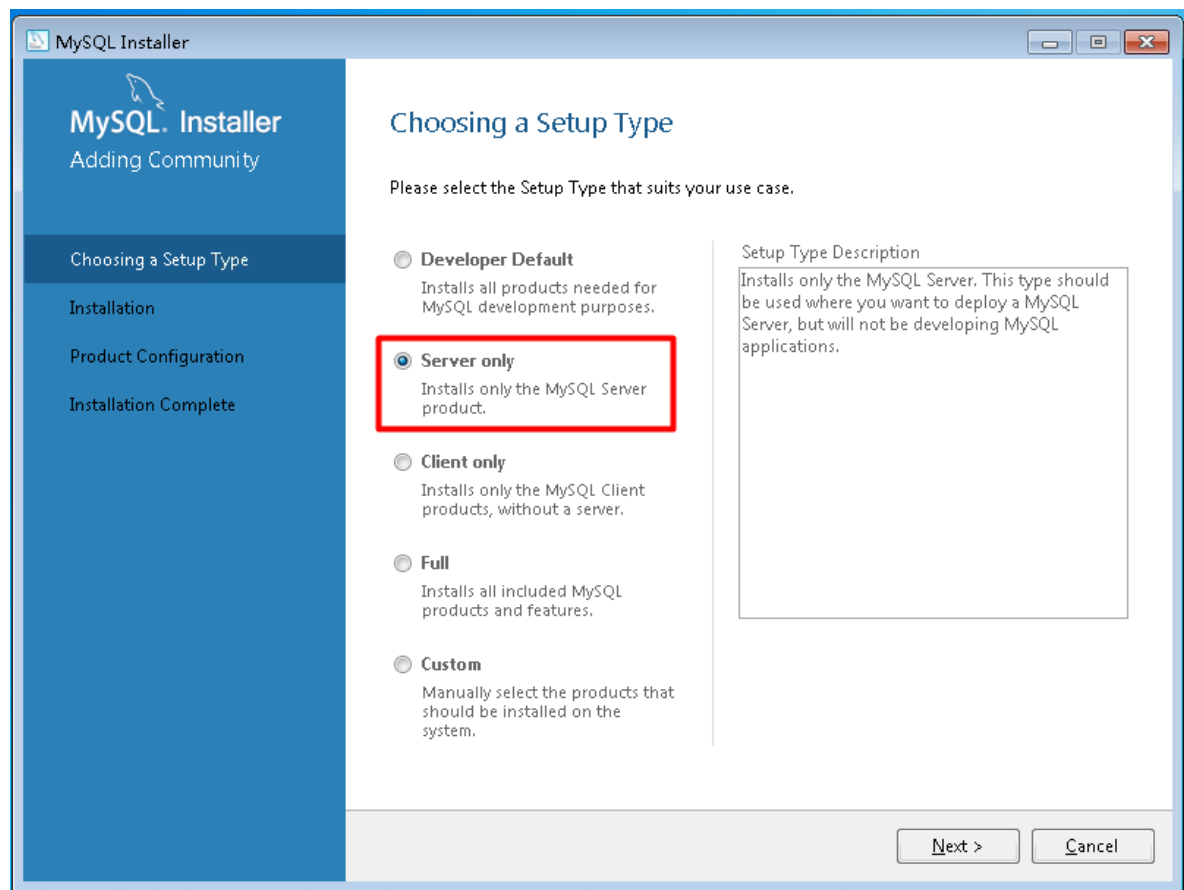 MySQL Installer
MySQL. Installer
Adding Community
Choosing a Setup Type
Installation
Product Configuration
Installation Complete
Choosing a Setup Type
Please select the Setup Type that suits your use case.
Developer Default
Installs all products needed for
MySQL development purposes.
Server only
Installs only the MySQL Server
product.
Client only
Installs only the MySQL Client
products, without a server.
Full
Installs all included MySQL
products and features.
Custom
Manually select the products that
should be installed on the
system.
Setup Type Description
Installs only the MySQL Server. This type should
be used where you want to deploy a MySQL
Server, but will not be developing MySQL
applications.
Next >
Cancel